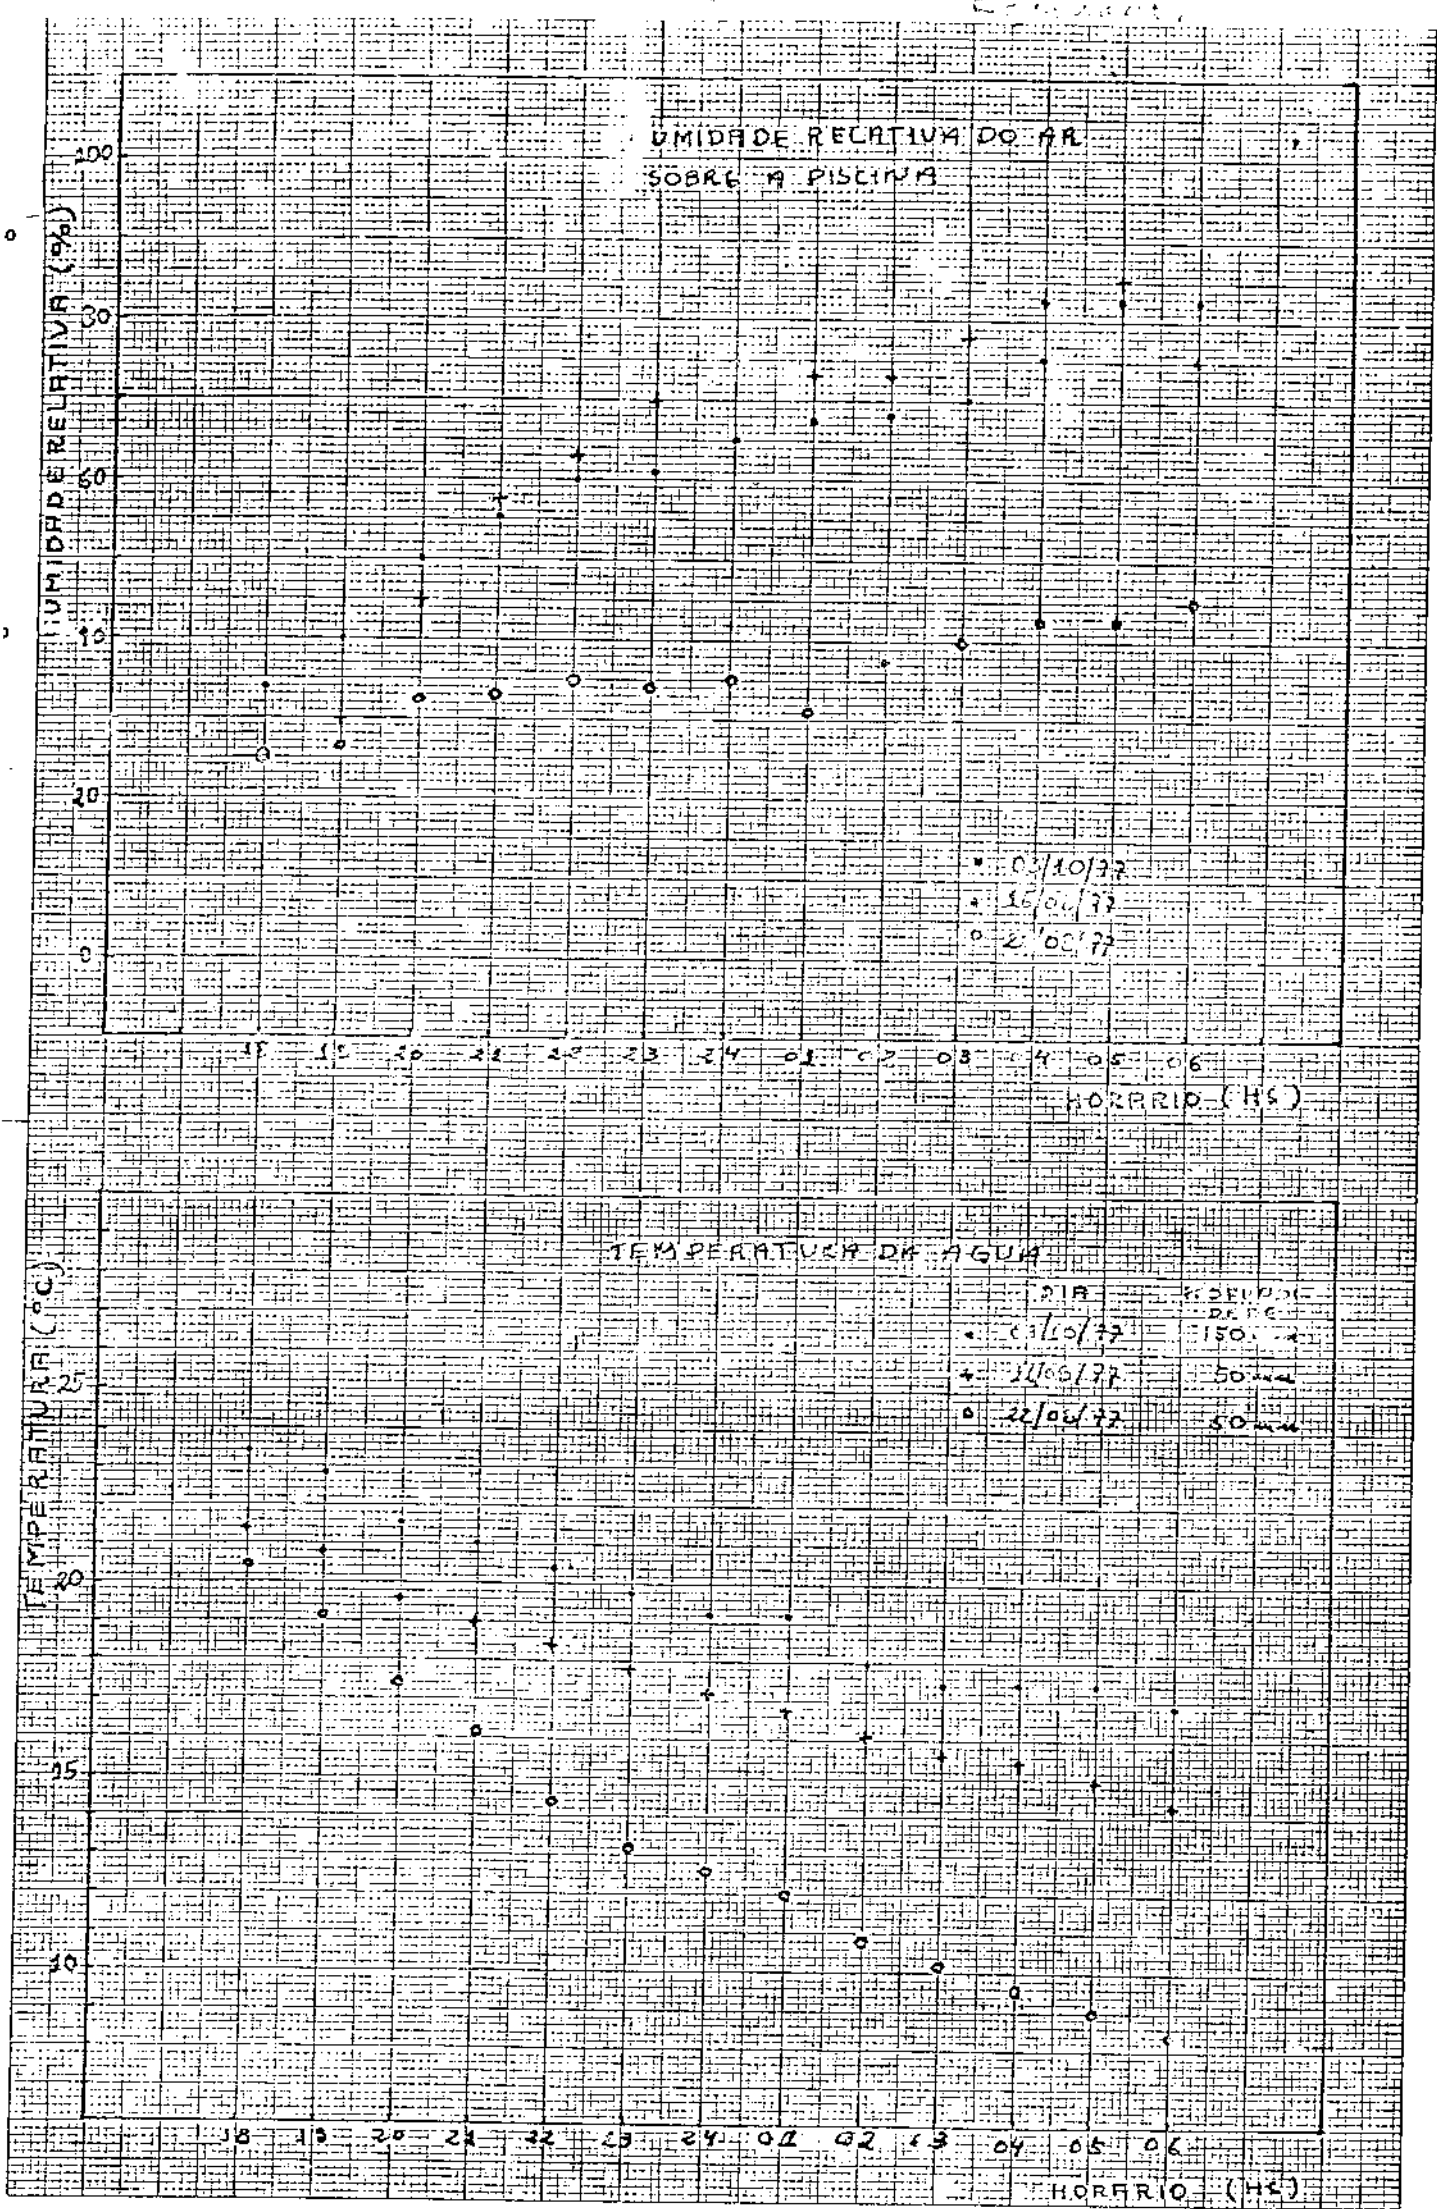 UMIDADE RELATIVA DO AR
SOBRE A PISCINA
UMIDADE RELATIVA (%)
100
80
60
40
20
0
03/10/77
18 19 20 21 22 23 24 01 02 03 04 05 06
HORARIO (HS)
TEMPERATURA DA AGUA
TEMPERATURA (°C)
DIA
03/10/77 150
50 mm
22/06/77 50 mm
25
20
15
10
18 19 20 21 22 23 24 01 02 03 04 05 06
HORARIO (HS)